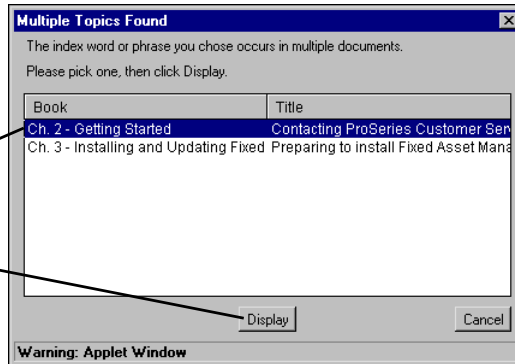 Multiple Topics Found
The index word or phrase you chose occurs in multiple documents.
Please pick one, then click Display.
Book Title
Ch. 2 - Getting Started Contacting ProSeries Customer Serv
Ch. 3 - Installing and Updating Fixed Preparing to install Fixed Asset Mana
Display Cancel
Warning: Applet Window